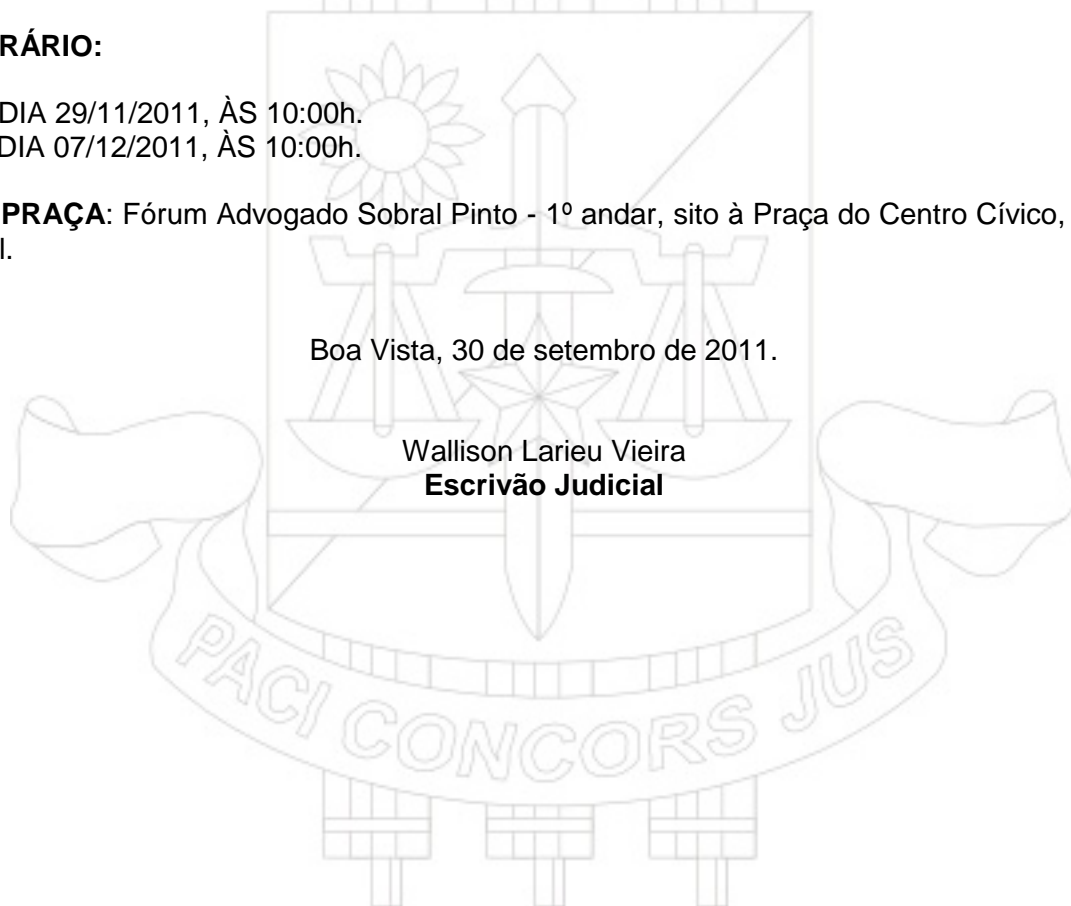 RÁRIO:
DIA 29/11/2011, ÀS 10:00h.
DIA 07/12/2011, ÀS 10:00h.
PRAÇA: Fórum Advogado Sobral Pinto - 1º andar, sito à Praça do Centro Cívico,
l.
Boa Vista, 30 de setembro de 2011.
Wallison Larieu Vieira
Escrivão Judicial
PACI CONCORS JUS